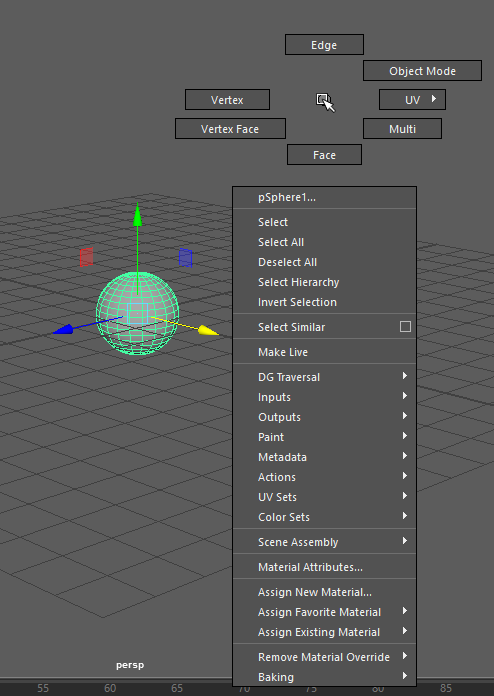 Edge
Object Mode
Vertex
UV
Vertex Face
Multi
Face
pSphere1...
Select
Select All
Deselect All
Select Hierarchy
Invert Selection
Select Similar
Make Live
DG Traversal
Inputs
Outputs
Paint
Metadata
Actions
UV Sets
Color Sets
Scene Assembly
Material Attributes...
Assign New Material...
Assign Favorite Material
Assign Existing Material
Remove Material Override
Baking
persp
55 60 65 70 75 80 85